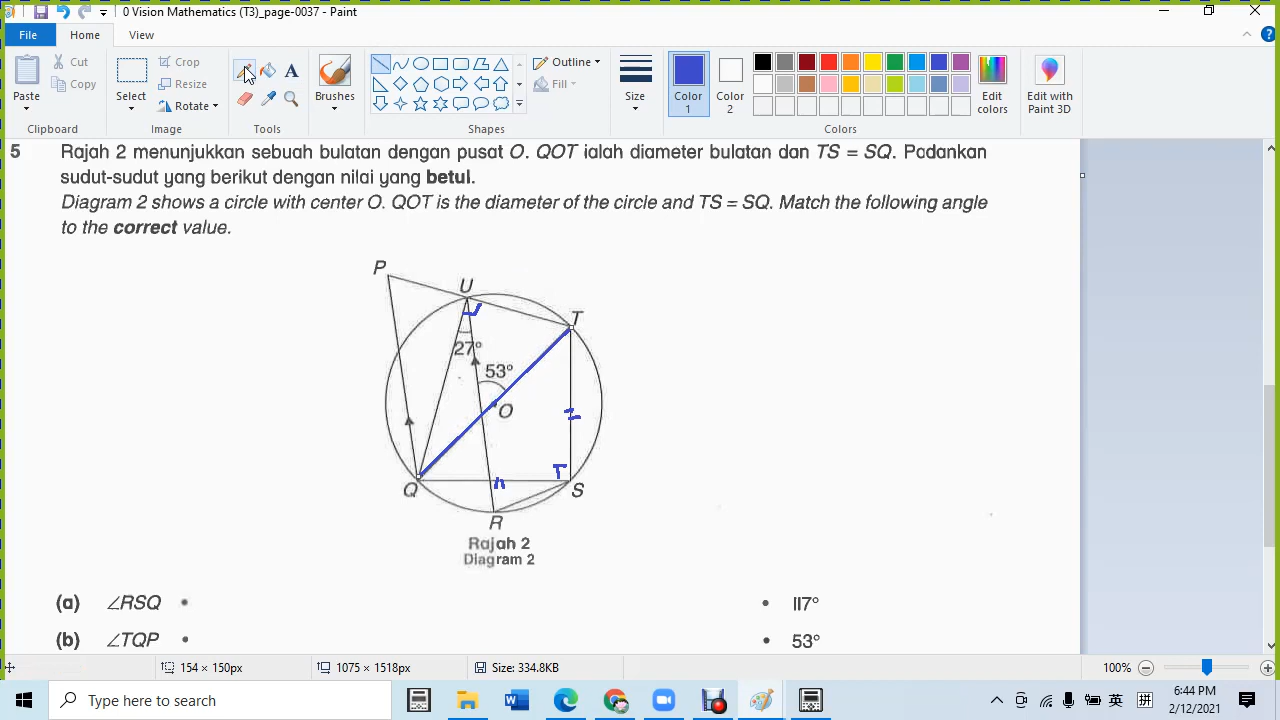 0 Vision Mathematics (T3)_page-0037 - Paint
File Home View
Paste Cut Copy Clipboard
Select Crop Resize Rotate Image
Tools
Brushes
Outline Fill Shapes
Size
Color 1 Color 2 Edit colors Colors
Edit with Paint 3D
5 Rajah 2 menunjukkan sebuah bulatan dengan pusat O. QOT ialah diameter bulatan dan TS = SQ. Padankan
sudut-sudut yang berikut dengan nilai yang betul.
Diagram 2 shows a circle with center O. QOT is the diameter of the circle and TS = SQ. Match the following angle
to the correct value.
P
U
T
27°
53°
O
Q
S
R
Rajah 2
Diagram 2
(a) ∠RSQ • • 117°
(b) ∠TQP • • 53°
154 × 150px 1075 × 1518px Size: 334.8KB 100%
Type here to search
英 拼 6:44 PM
2/12/2021